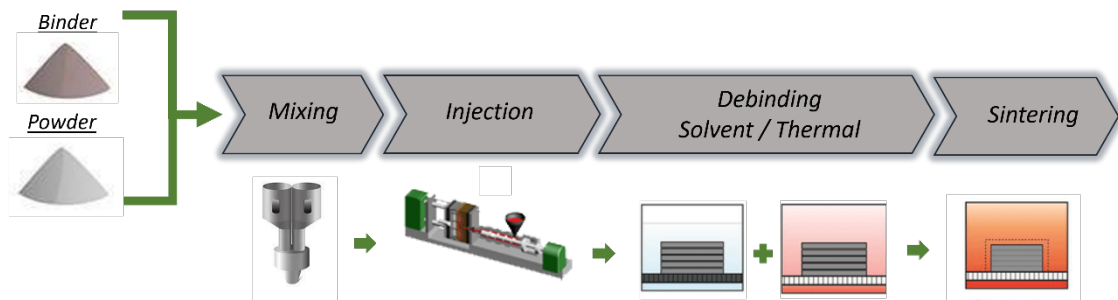 Binder
Powder
Mixing
Injection
Debinding
Solvent / Thermal
Sintering